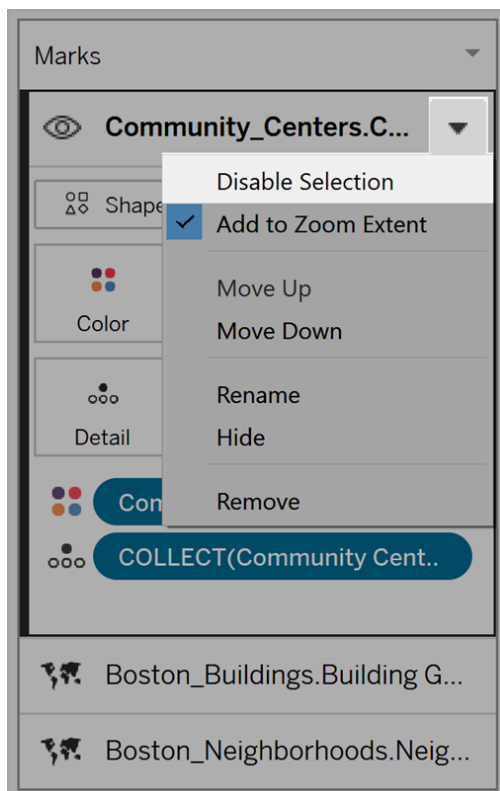 Marks
Community_Centers.C...
Disable Selection
Shape
Add to Zoom Extent
Color
Move Up
Move Down
Detail
Rename
Hide
Com
Remove
COLLECT(Community Cent..
Boston_Buildings.Building G...
Boston_Neighborhoods.Neig...